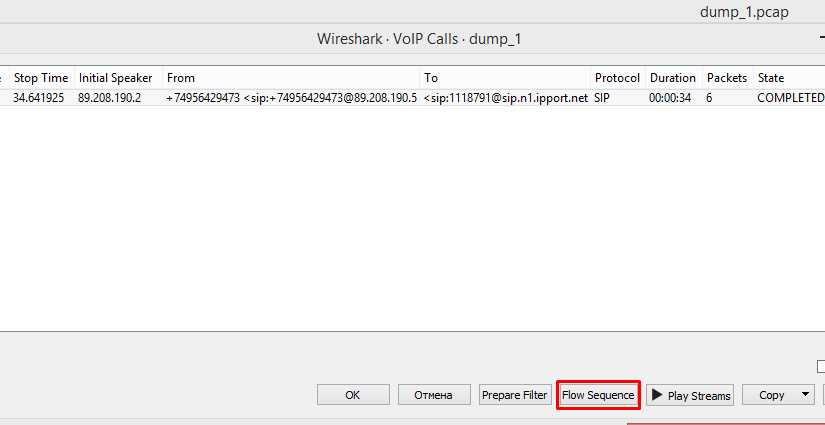 dump_1.pcap
Wireshark · VoIP Calls · dump_1
Stop Time Initial Speaker From To Protocol Duration Packets State
34.641925 89.208.190.2 +74956429473 <sip:+74956429473@89.208.190.5 <sip:1118791@sip.n1.ipport.net SIP 00:00:34 6 COMPLETED
OK Отмена Prepare Filter Flow Sequence Play Streams Copy